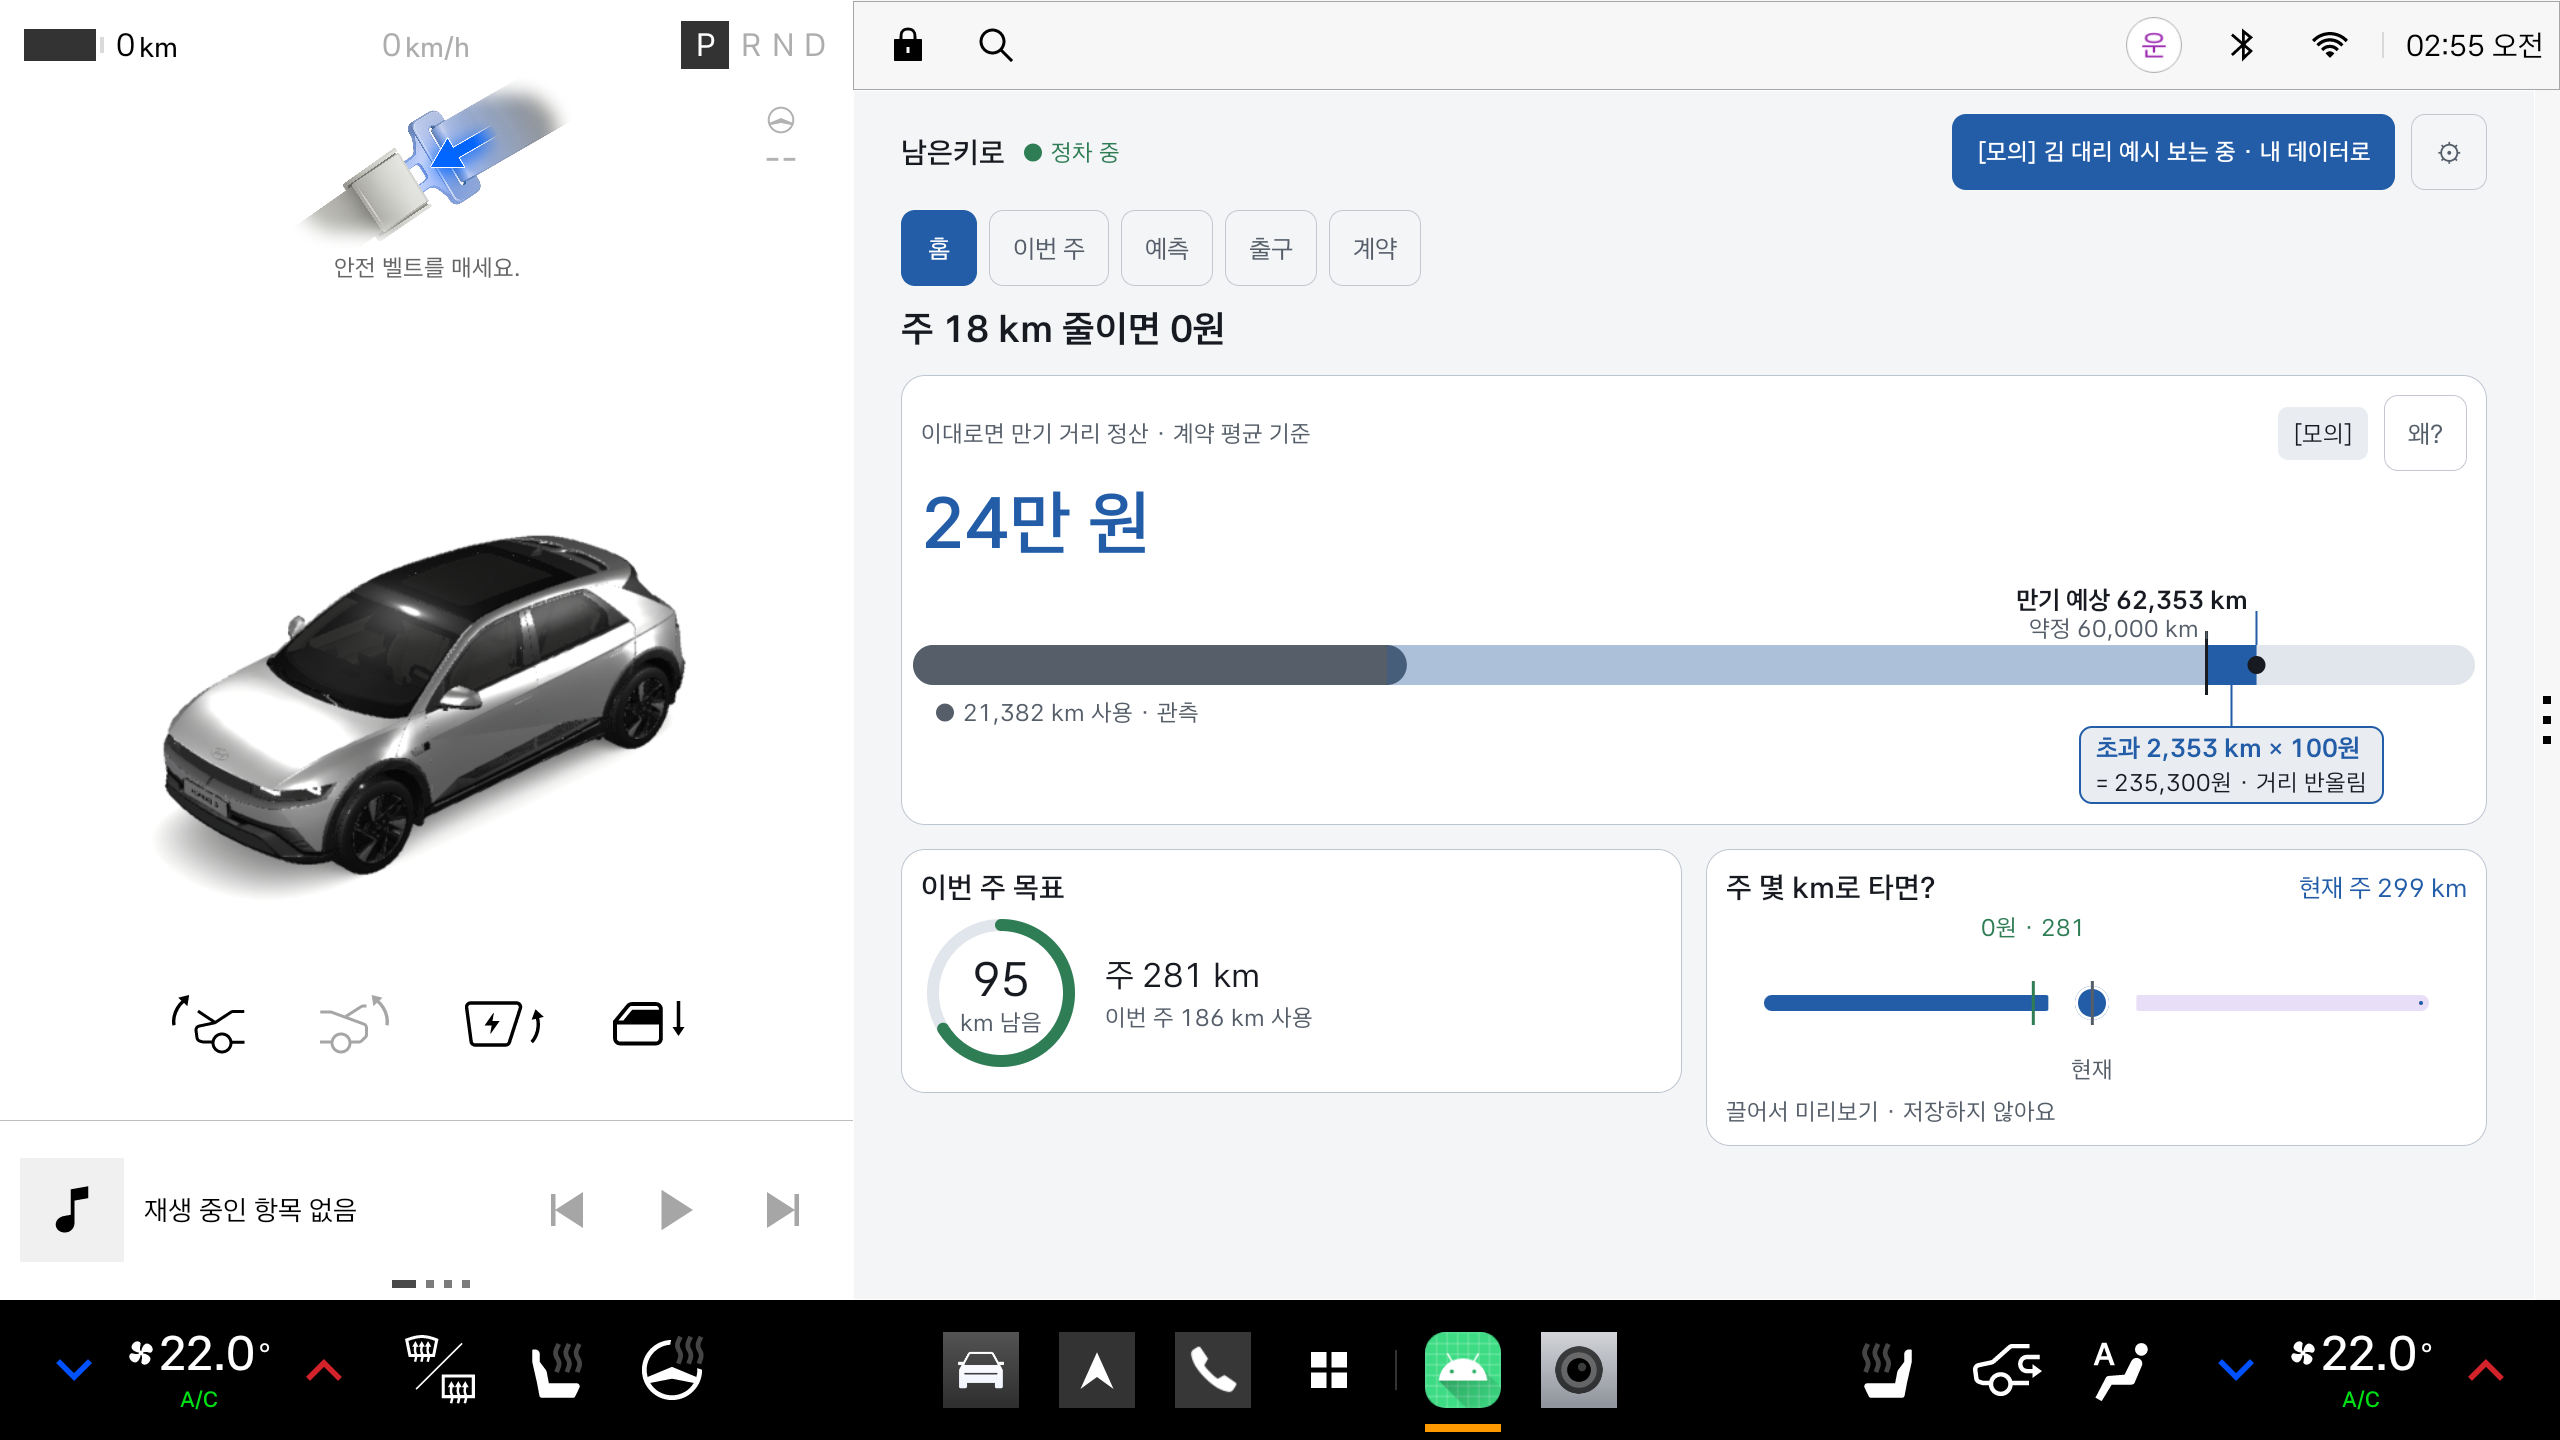 0 km
0 km/h
P R N D
안전 벨트를 매세요.
재생 중인 항목 없음
운
02:55 오전
남은키로
정차 중
[모의] 김 대리 예시 보는 중 · 내 데이터로
홈
이번 주
예측
출구
계약
주 18 km 줄이면 0원
이대로면 만기 거리 정산 · 계약 평균 기준
[모의]
왜?
24만 원
만기 예상 62,353 km
약정 60,000 km
21,382 km 사용 · 관측
초과 2,353 km × 100원
= 235,300원 · 거리 반올림
이번 주 목표
95
km 남음
주 281 km
이번 주 186 km 사용
주 몇 km로 타면?
현재 주 299 km
0원 · 281
현재
끌어서 미리보기 · 저장하지 않아요
22.0°
A/C
A
22.0°
A/C